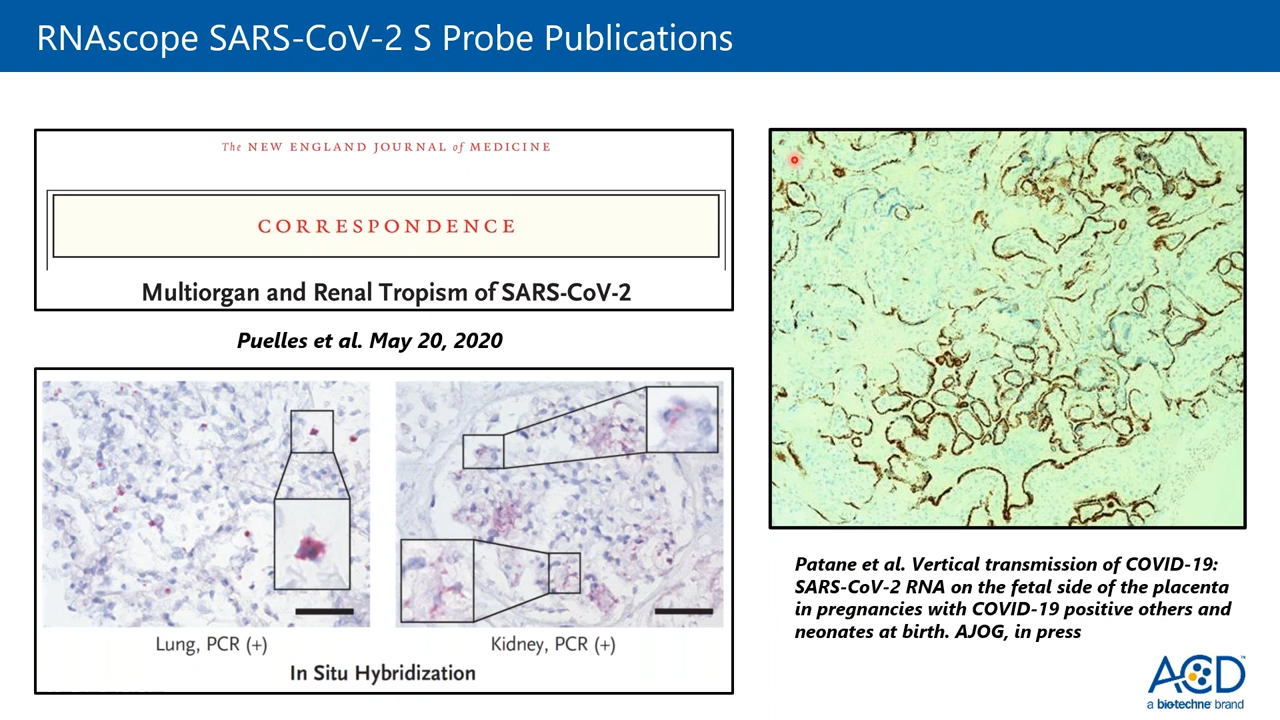 RNAscope SARS-CoV-2 S Probe Publications
The NEW ENGLAND JOURNAL of MEDICINE
CORRESPONDENCE
Multiorgan and Renal Tropism of SARS-CoV-2
Puelles et al. May 20, 2020
Lung, PCR (+)
Kidney, PCR (+)
In Situ Hybridization
Patane et al. Vertical transmission of COVID-19:
SARS-CoV-2 RNA on the fetal side of the placenta
in pregnancies with COVID-19 positive others and
neonates at birth. AJOG, in press
ACD™
a biotechne brand